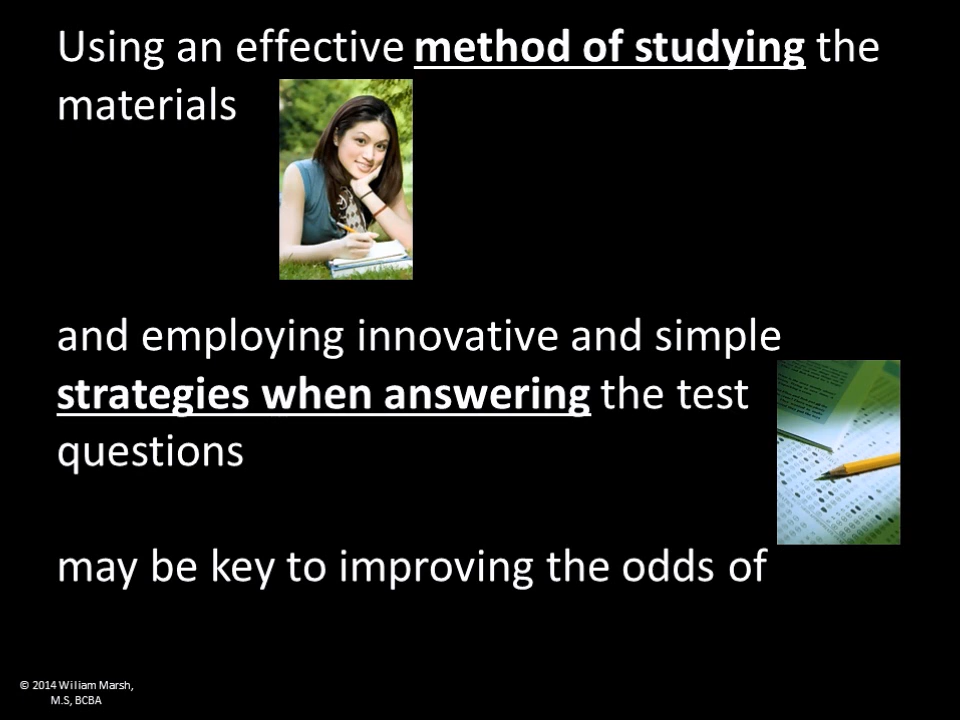 Using an effective method of studying the
materials
and employing innovative and simple
strategies when answering the test
questions
may be key to improving the odds of
© 2014 William Marsh,
M.S, BCBA